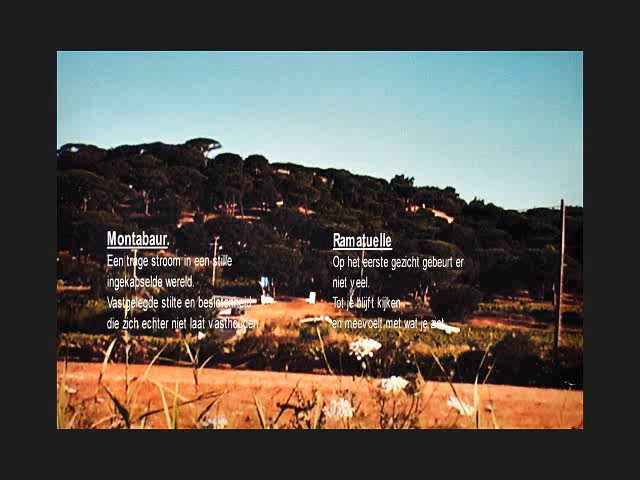 Montabaur.
Een trage stroom in een stille
ingekapselde wereld.
Vastgelegde stilte en beslotenheid
die zich echter niet laat vasthouden
Ramatuelle
Op het eerste gezicht gebeurt er
niet veel.
Tot je blijft kijken
en meevoelt met wat je ziet